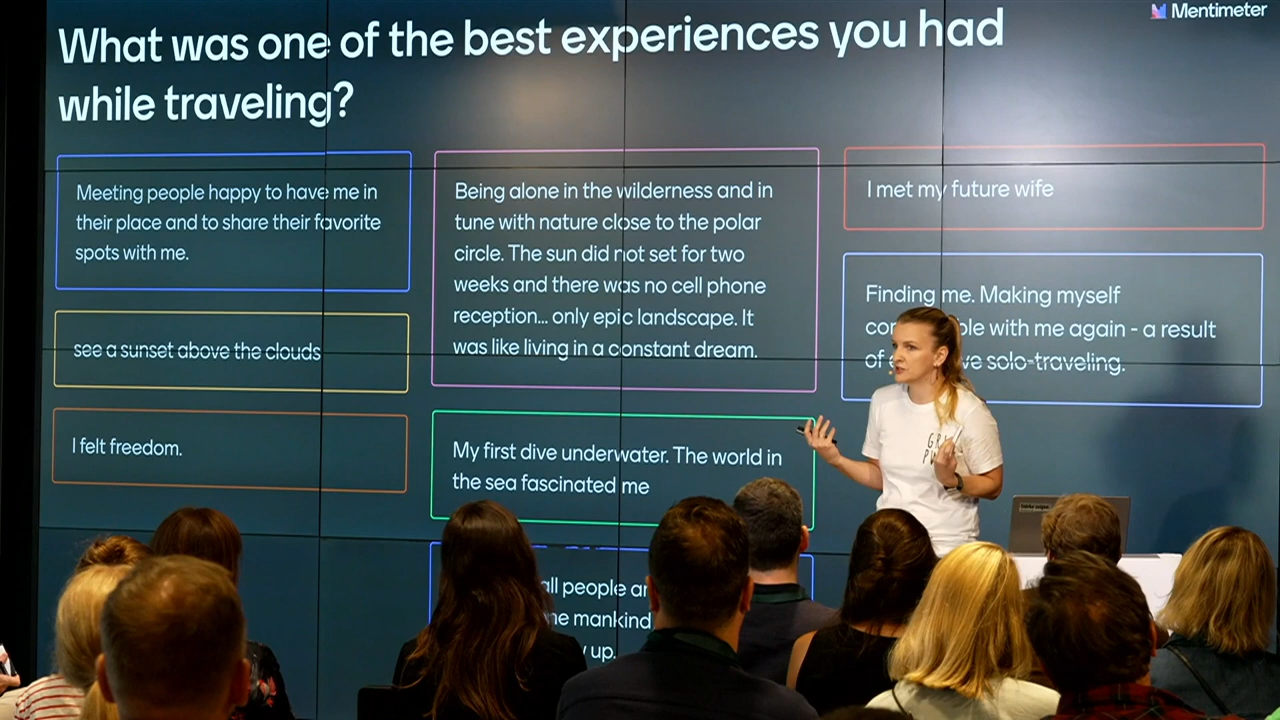 What was one of the best experiences you had
while traveling?
Mentimeter
Meeting people happy to have me in
their place and to share their favorite
spots with me.
see a sunset above the clouds
I felt freedom.
Being alone in the wilderness and in
tune with nature close to the polar
circle. The sun did not set for two
weeks and there was no cell phone
reception... only epic landscape. It
was like living in a constant dream.
My first dive underwater. The world in
the sea fascinated me
all people
mankind
up.
I met my future wife
Finding me. Making myself
with me again - a result
of solo-traveling.